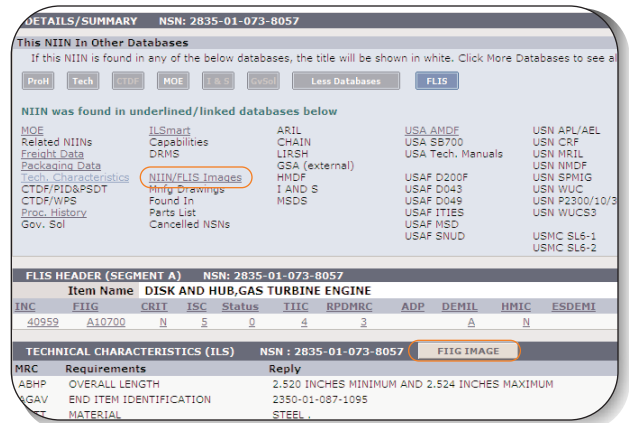 DETAILS/SUMMARY NSN: 2835-01-073-8057
This NIIN In Other Databases
If this NIIN is found in any of the below databases, the title will be shown in white. Click More Databases to see al
ProH Tech CTDF MOE I & S GvSol Less Databases FLIS
NIIN was found in underlined/linked databases below
MOE ILSmart ARIL USA AMDF USN APL/AEL
Related NIINs Capabilities CHAIN USA SB700 USN CRF
Freight Data DRMS LIRSH USA Tech. Manuals USN MRIL
Packaging Data GSA (external) USN NMDF
Tech. Characteristics NIIN/FLIS Images HMDF USAF D200F USN SPMIG
CTDF/PID&PSDT Mnfg Drawings I AND S USAF D043 USN WUC
CTDF/WPS Found In MSDS USAF D049 USN P2300/10/3
Proc. History Parts List USAF ITIES USN WUCS3
Gov. Sol Cancelled NSNs USAF MSD
USAF SNUD USMC SL6-1
USMC SL6-2
FLIS HEADER (SEGMENT A) NSN: 2835-01-073-8057
Item Name DISK AND HUB,GAS TURBINE ENGINE
INC FIIG CRIT ISC Status TIIC RPDMRC ADP DEMIL HMIC ESDEMI
40959 A10700 N 5 0 4 3 A N
TECHNICAL CHARACTERISTICS (ILS) NSN : 2835-01-073-8057 FIIG IMAGE
MRC Requirements Reply
ABHP OVERALL LENGTH 2.520 INCHES MINIMUM AND 2.524 INCHES MAXIMUM
AGAV END ITEM IDENTIFICATION 2350-01-087-1095
MATERIAL STEEL .